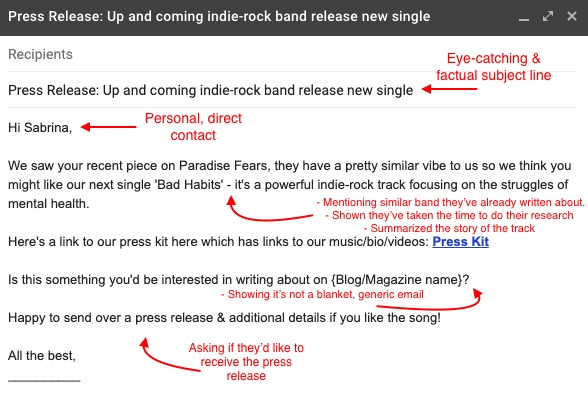 Press Release: Up and coming indie-rock band release new single
Recipients
Eye-catching &
factual subject line
Press Release: Up and coming indie-rock band release new single
Hi Sabrina,
Personal, direct
contact
We saw your recent piece on Paradise Fears, they have a pretty similar vibe to us so we think you
might like our next single 'Bad Habits' - it's a powerful indie-rock track focusing on the struggles of
mental health.
- Mentioning similar band they've already written about.
- Shown they've taken the time to do their research
- Summarized the story of the track
Here's a link to our press kit here which has links to our music/bio/videos: Press Kit
Is this something you'd be interested in writing about on {Blog/Magazine name}?
- Showing it's not a blanket, generic email
Happy to send over a press release & additional details if you like the song!
Asking if they'd like to
receive the press
release
All the best,